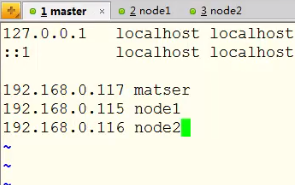 1 master × 2 node1 3 node2
127.0.0.1 localhost localhost
::1 localhost localhost
192.168.0.117 matser
192.168.0.115 node1
192.168.0.116 node2
~
~
~